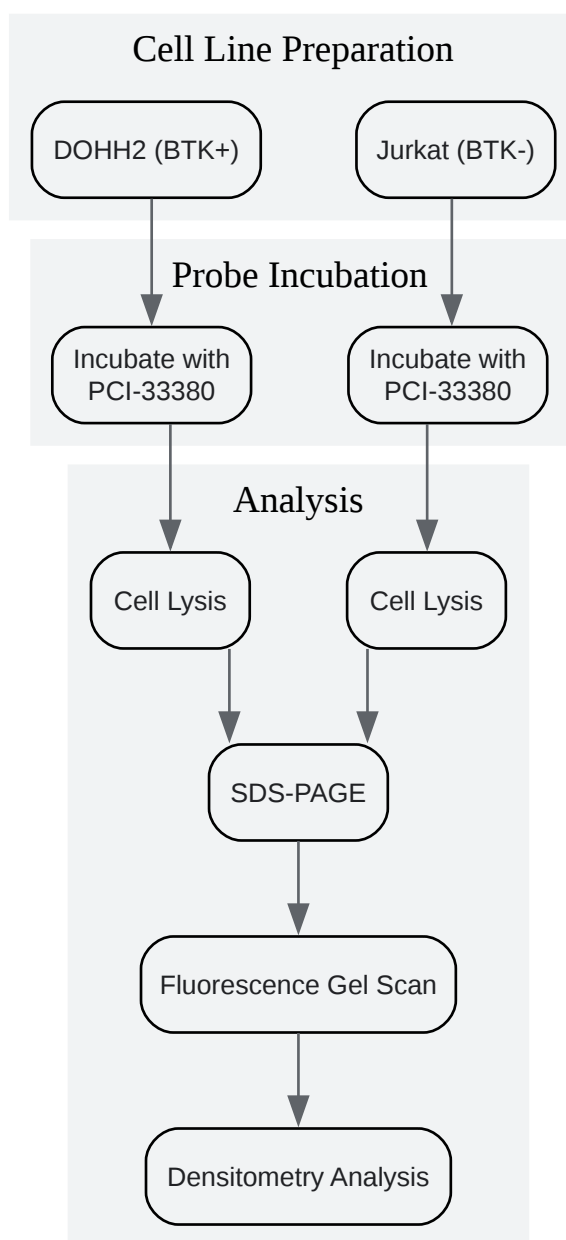 Cell Line Preparation
DOHH2 (BTK+)
Jurkat (BTK-)
Probe Incubation
Incubate with
PCI-33380
Incubate with
PCI-33380
Analysis
Cell Lysis
Cell Lysis
SDS-PAGE
Fluorescence Gel Scan
Densitometry Analysis